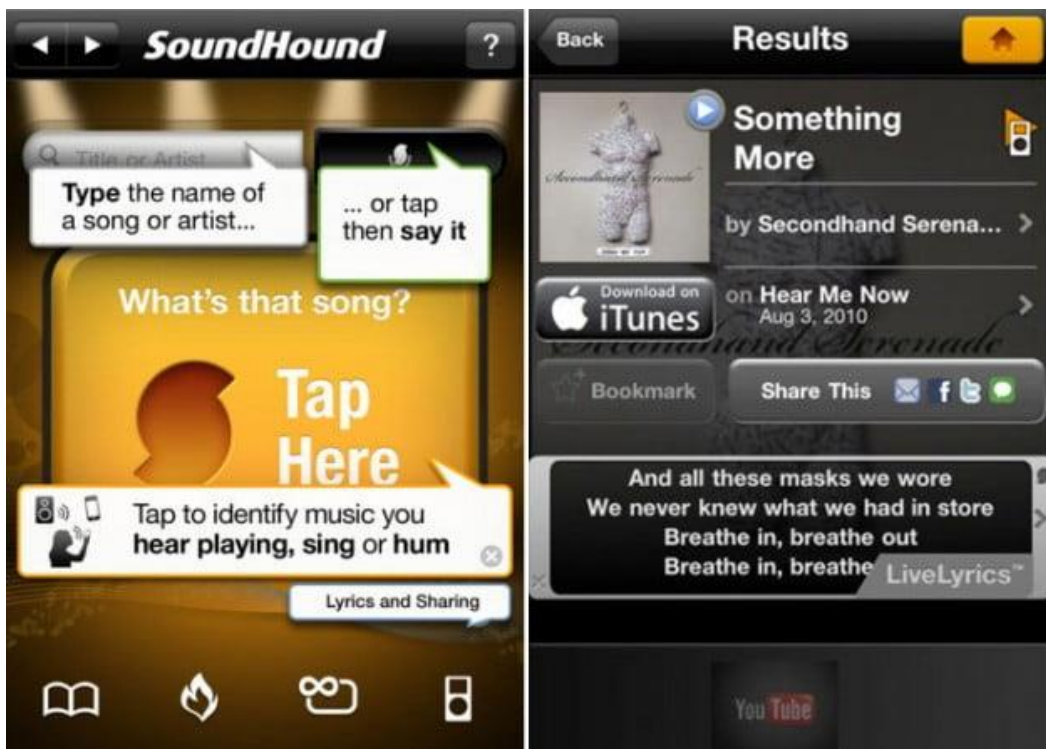 SoundHound
?
Title or Artist
Type the name of
a song or artist...
... or tap
then say it
What's that song?
Tap
Here
Tap to identify music you
hear playing, sing or hum
Lyrics and Sharing
Back
Results
Something
More
Secondhand Serenade
by Secondhand Serena...
Download on
iTunes
on Hear Me Now
Aug 3, 2010
Secondhand Serenade
Bookmark
Share This
And all these masks we wore
We never knew what we had in store
Breathe in, breathe out
Breathe in, breathe
LiveLyrics™
YouTube